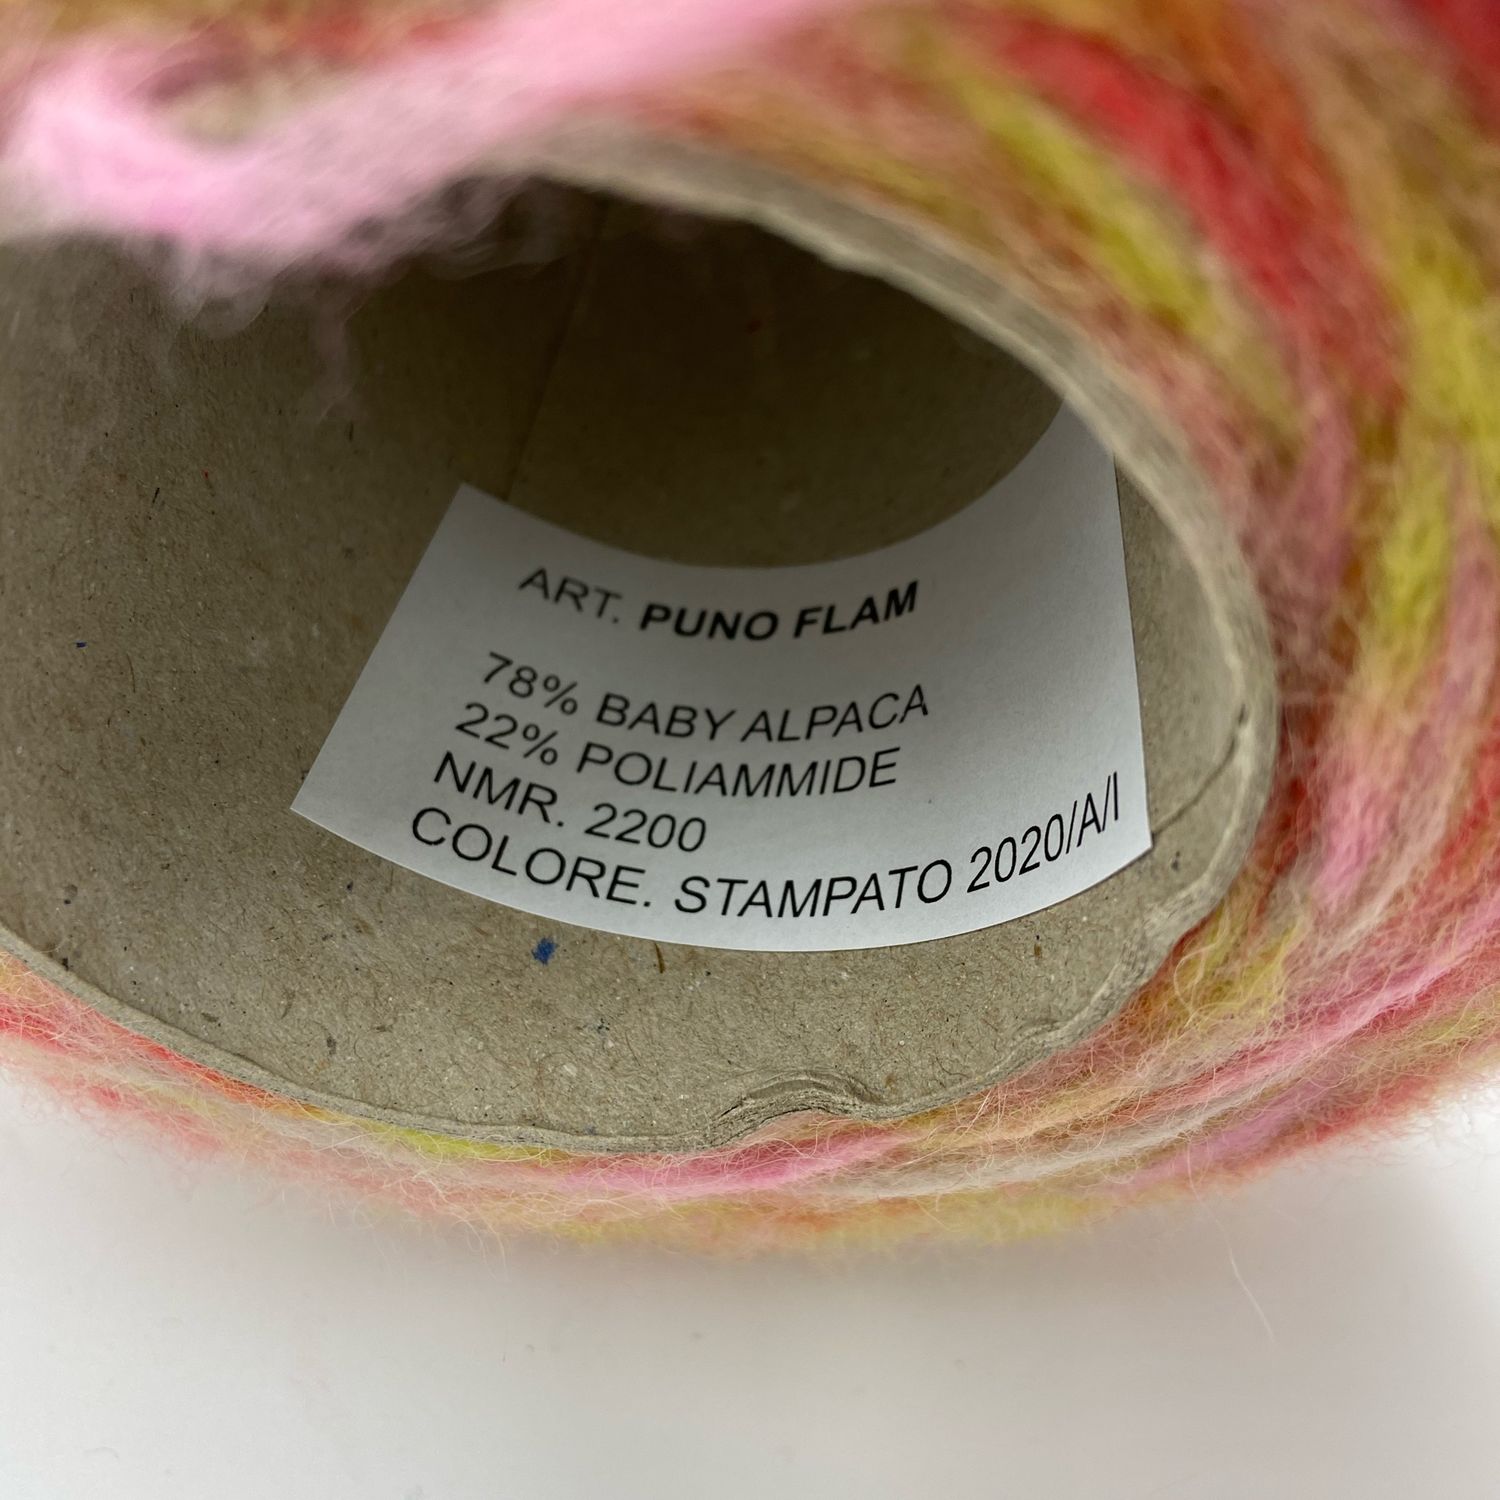 ART. PUNO FLAM
78% BABY ALPACA
22% POLIAMMIDE
NMR. 2200
COLORE. STAMPATO 2020/A/I